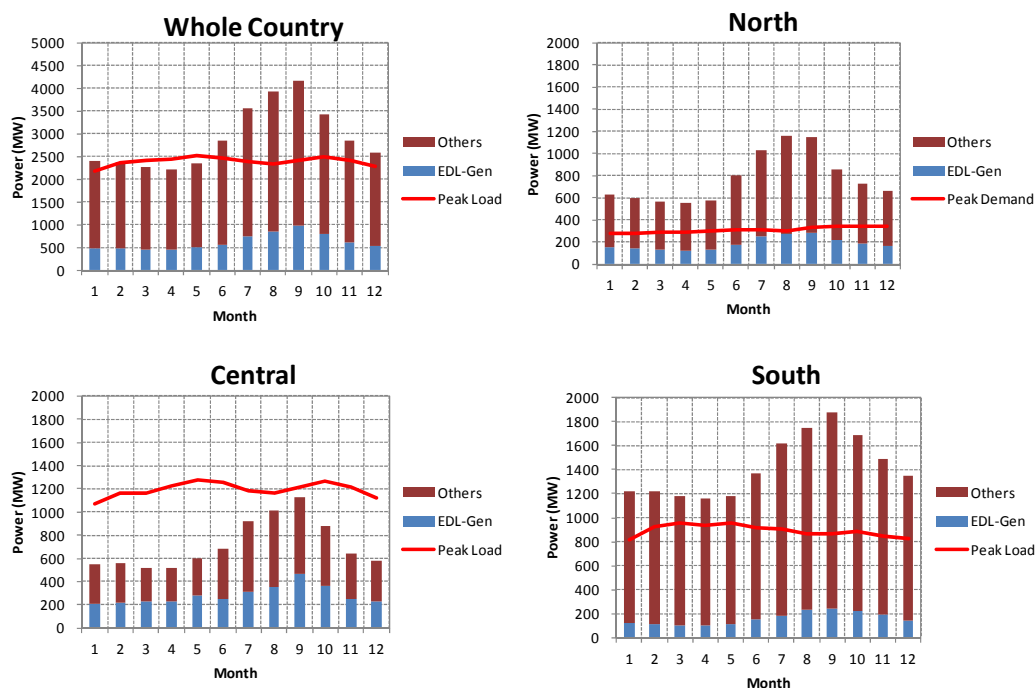 Whole Country
5000
4500
4000
3500
3000
2500
2000
1500
1000
500
0
Power (MW)
1 2 3 4 5 6 7 8 9 10 11 12
Month
Others
EDL-Gen
Peak Load
North
2000
1800
1600
1400
1200
1000
800
600
400
200
0
Power (MW)
1 2 3 4 5 6 7 8 9 10 11 12
Month
Others
EDL-Gen
Peak Demand
Central
2000
1800
1600
1400
1200
1000
800
600
400
200
0
Power (MW)
1 2 3 4 5 6 7 8 9 10 11 12
Month
Others
EDL-Gen
Peak Load
South
2000
1800
1600
1400
1200
1000
800
600
400
200
0
Power (MW)
1 2 3 4 5 6 7 8 9 10 11 12
Month
Others
EDL-Gen
Peak Load